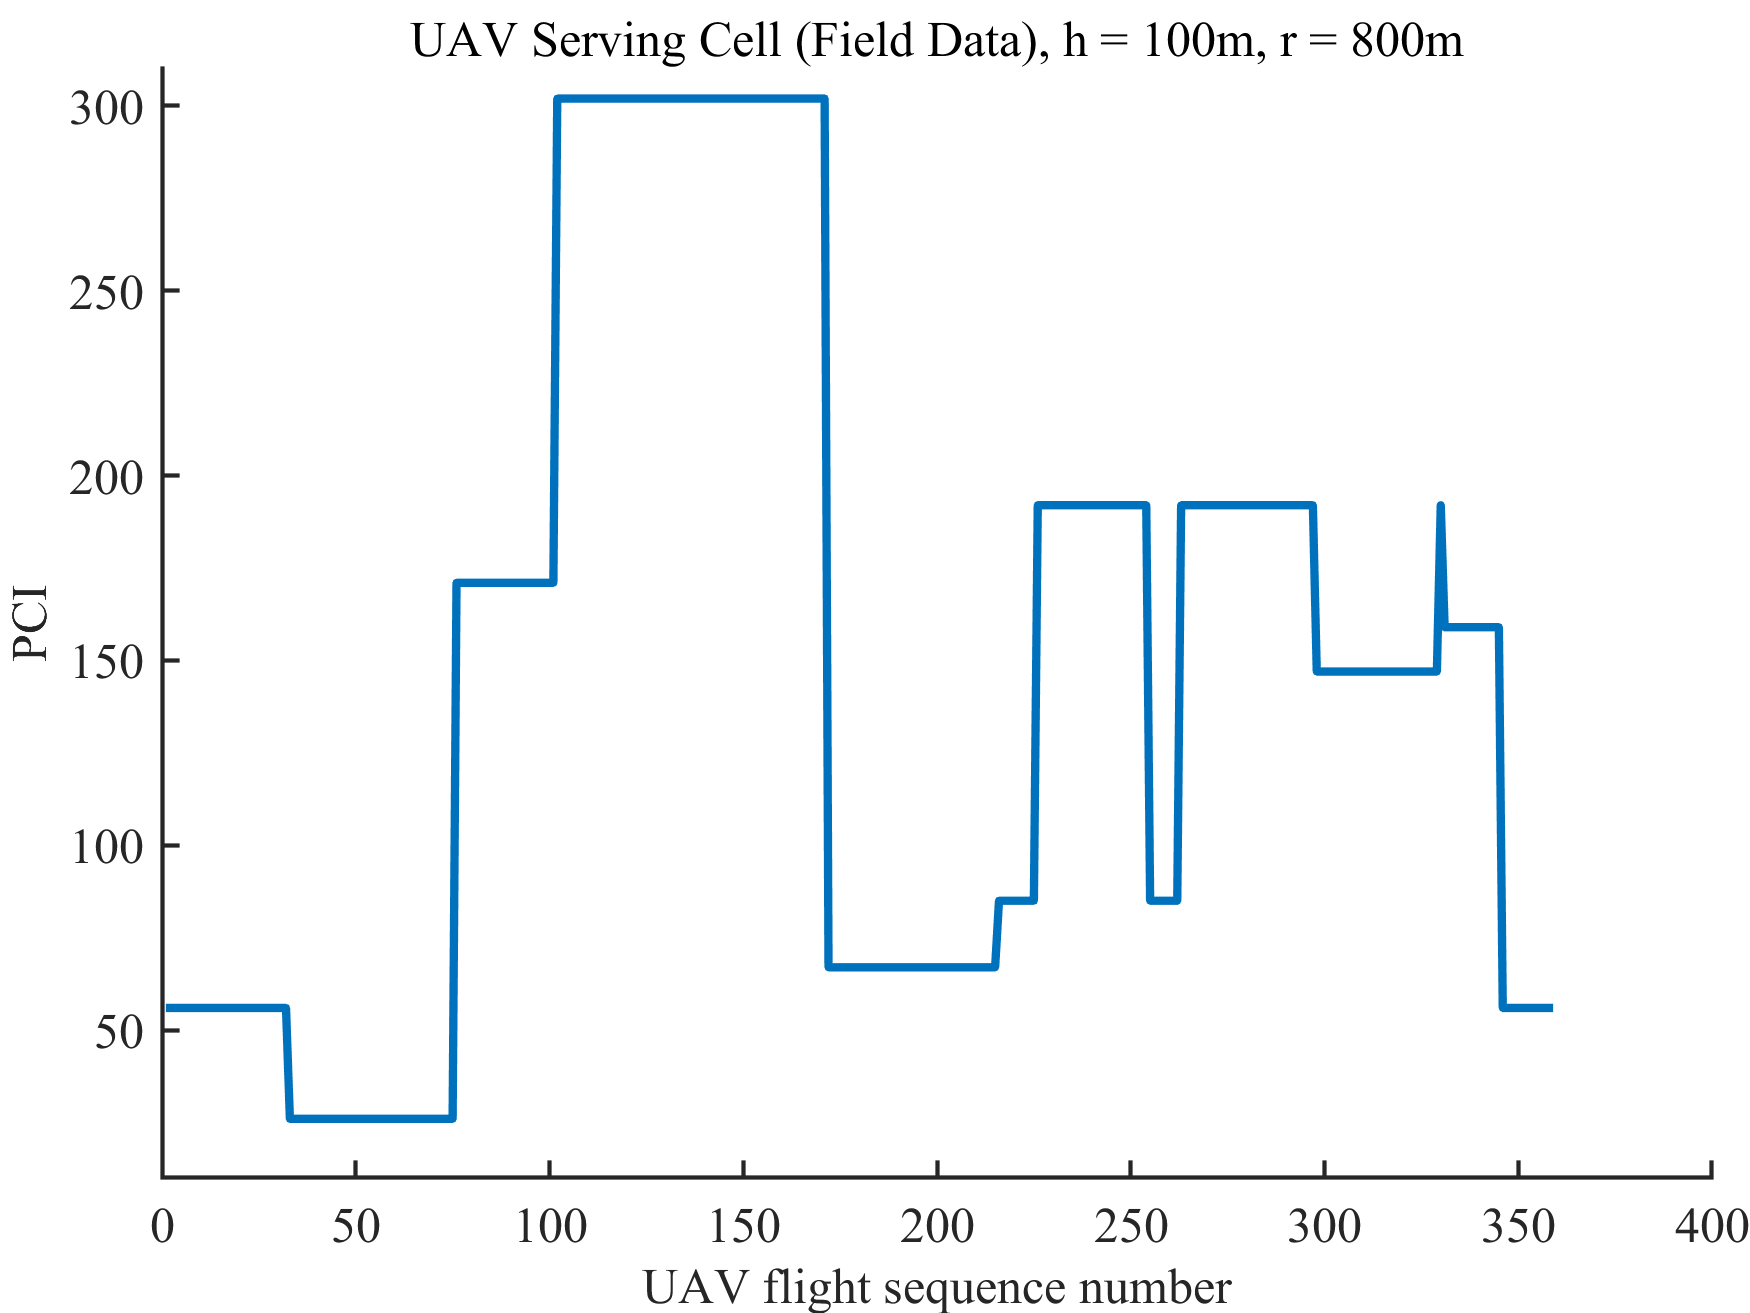 UAV Serving Cell (Field Data), h = 100m, r = 800m
300
250
200
150
100
50
PCI
0 50 100 150 200 250 300 350 400
UAV flight sequence number